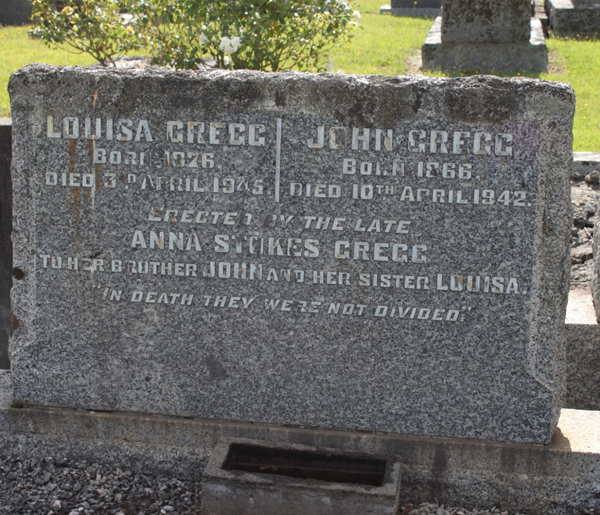 LOUISA GREGG
BORN 1876.
DIED 3RD APRIL 1945.
JOHN GREGG
BORN 1866.
DIED 10TH APRIL 1942.
ERECTED BY THE LATE
ANNA STOKES GREGG
TO HER BROTHER JOHN AND HER SISTER LOUISA.
"IN DEATH THEY WERE NOT DIVIDED."